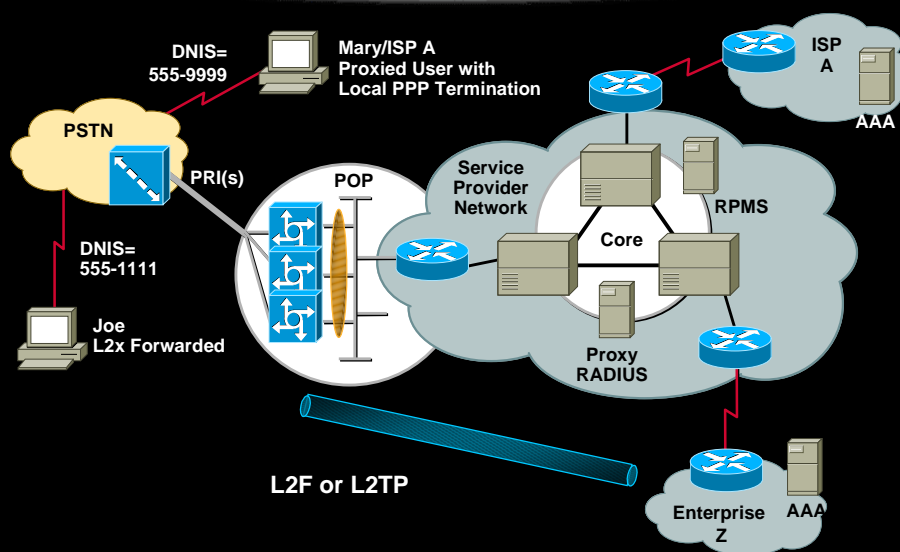 DNIS=
555-9999
Mary/ISP A
Proxied User with
Local PPP Termination
ISP
A
AAA
PSTN
PRI(s)
POP
Service
Provider
Network
RPMS
Core
DNIS=
555-1111
Joe
L2x Forwarded
Proxy
RADIUS
L2F or L2TP
Enterprise
Z
AAA